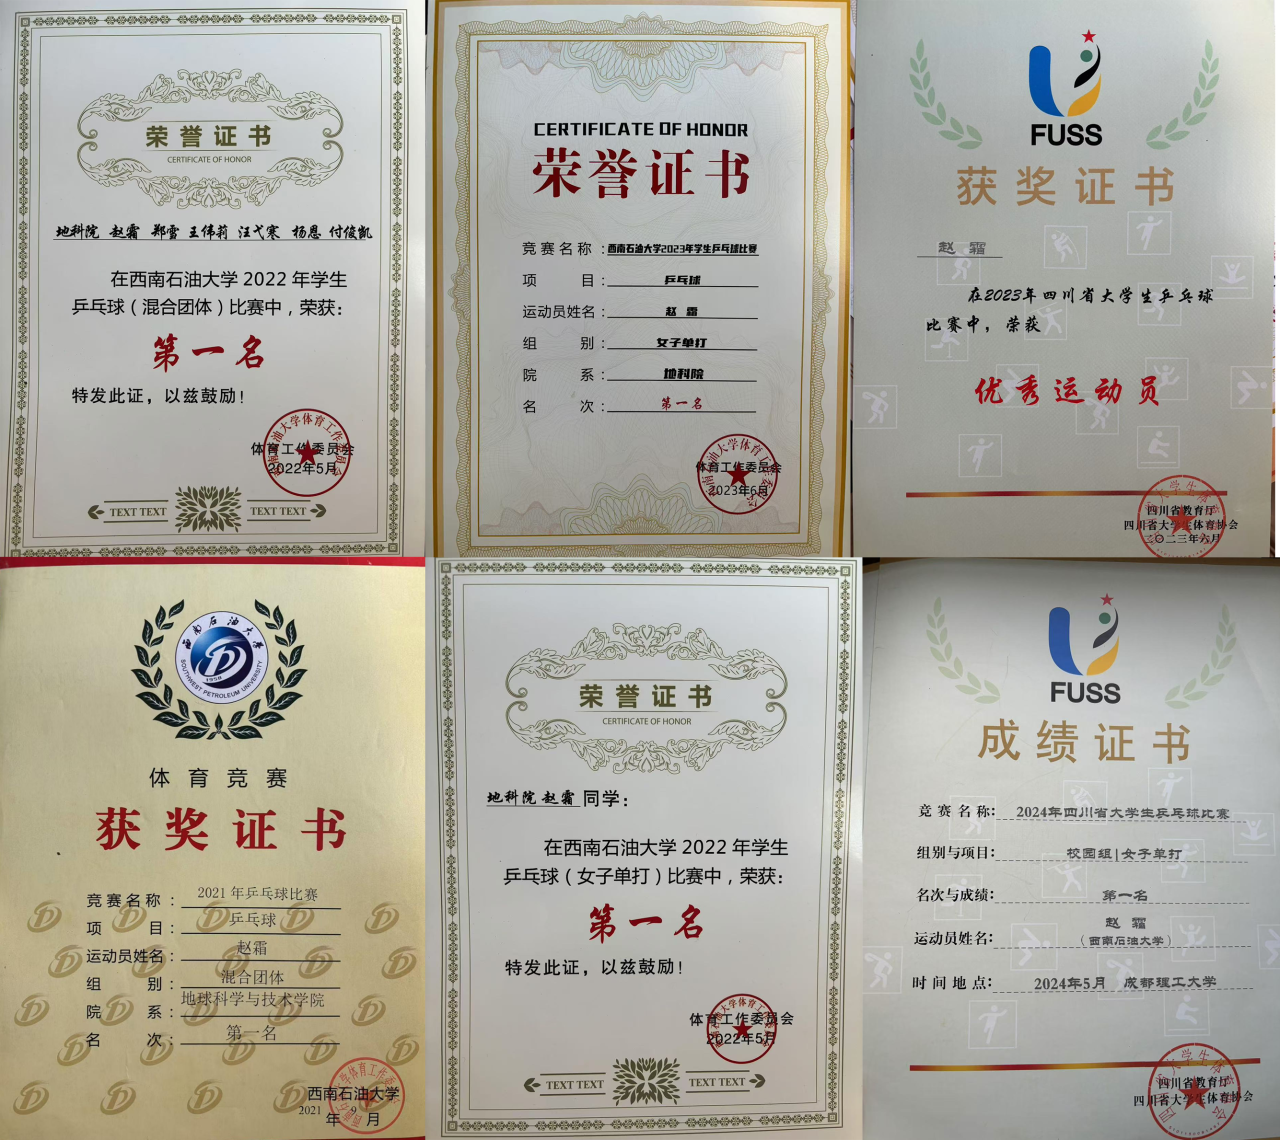 荣誉证书
CERTIFICATE OF HONOR
地科院 赵霜 郑雪 王伟莉 汪弋寒 杨恩 付俊凯
在西南石油大学 2022 年学生
乒乓球（混合团体）比赛中，荣获：
第一名
特发此证，以兹鼓励！
体育工作委员会
2022年5月
TEXT TEXT TEXT TEXT
CERTIFICATE OF HONOR
荣誉证书
竞赛名称：西南石油大学2023年学生乒乓球比赛
项 目：乒乓球
运动员姓名：赵 霜
组 别：女子单打
院 系：地科院
名 次：第一名
体育工作委员会
2023年6月
FUSS
获奖证书
赵 霜
在2023年四川省大学生乒乓球
比赛中，荣获
优秀运动员
四川省教育厅
四川省大学生体育协会
二〇二三年六月
西南石油大学
SOUTHWEST PETROLEUM UNIVERSITY
1958
体育竞赛
获奖证书
竞赛名称：2021 年乒乓球比赛
项 目：乒乓球
运动员姓名：赵霜
组 别：混合团体
院 系：地球科学与技术学院
名 次：第一名
西南石油大学
2021 年 9 月
荣誉证书
CERTIFICATE OF HONOR
地科院 赵霜 同学：
在西南石油大学 2022 年学生
乒乓球（女子单打）比赛中，荣获：
第一名
特发此证，以兹鼓励！
体育工作委员会
2022年5月
TEXT TEXT TEXT TEXT
FUSS
成绩证书
竞赛名称：2024年四川省大学生乒乓球比赛
组别与项目：校园组|女子单打
名次与成绩：第一名
运动员姓名：赵 霜
（西南石油大学）
时间地点：2024年5月 成都理工大学
四川省教育厅
四川省大学生体育协会